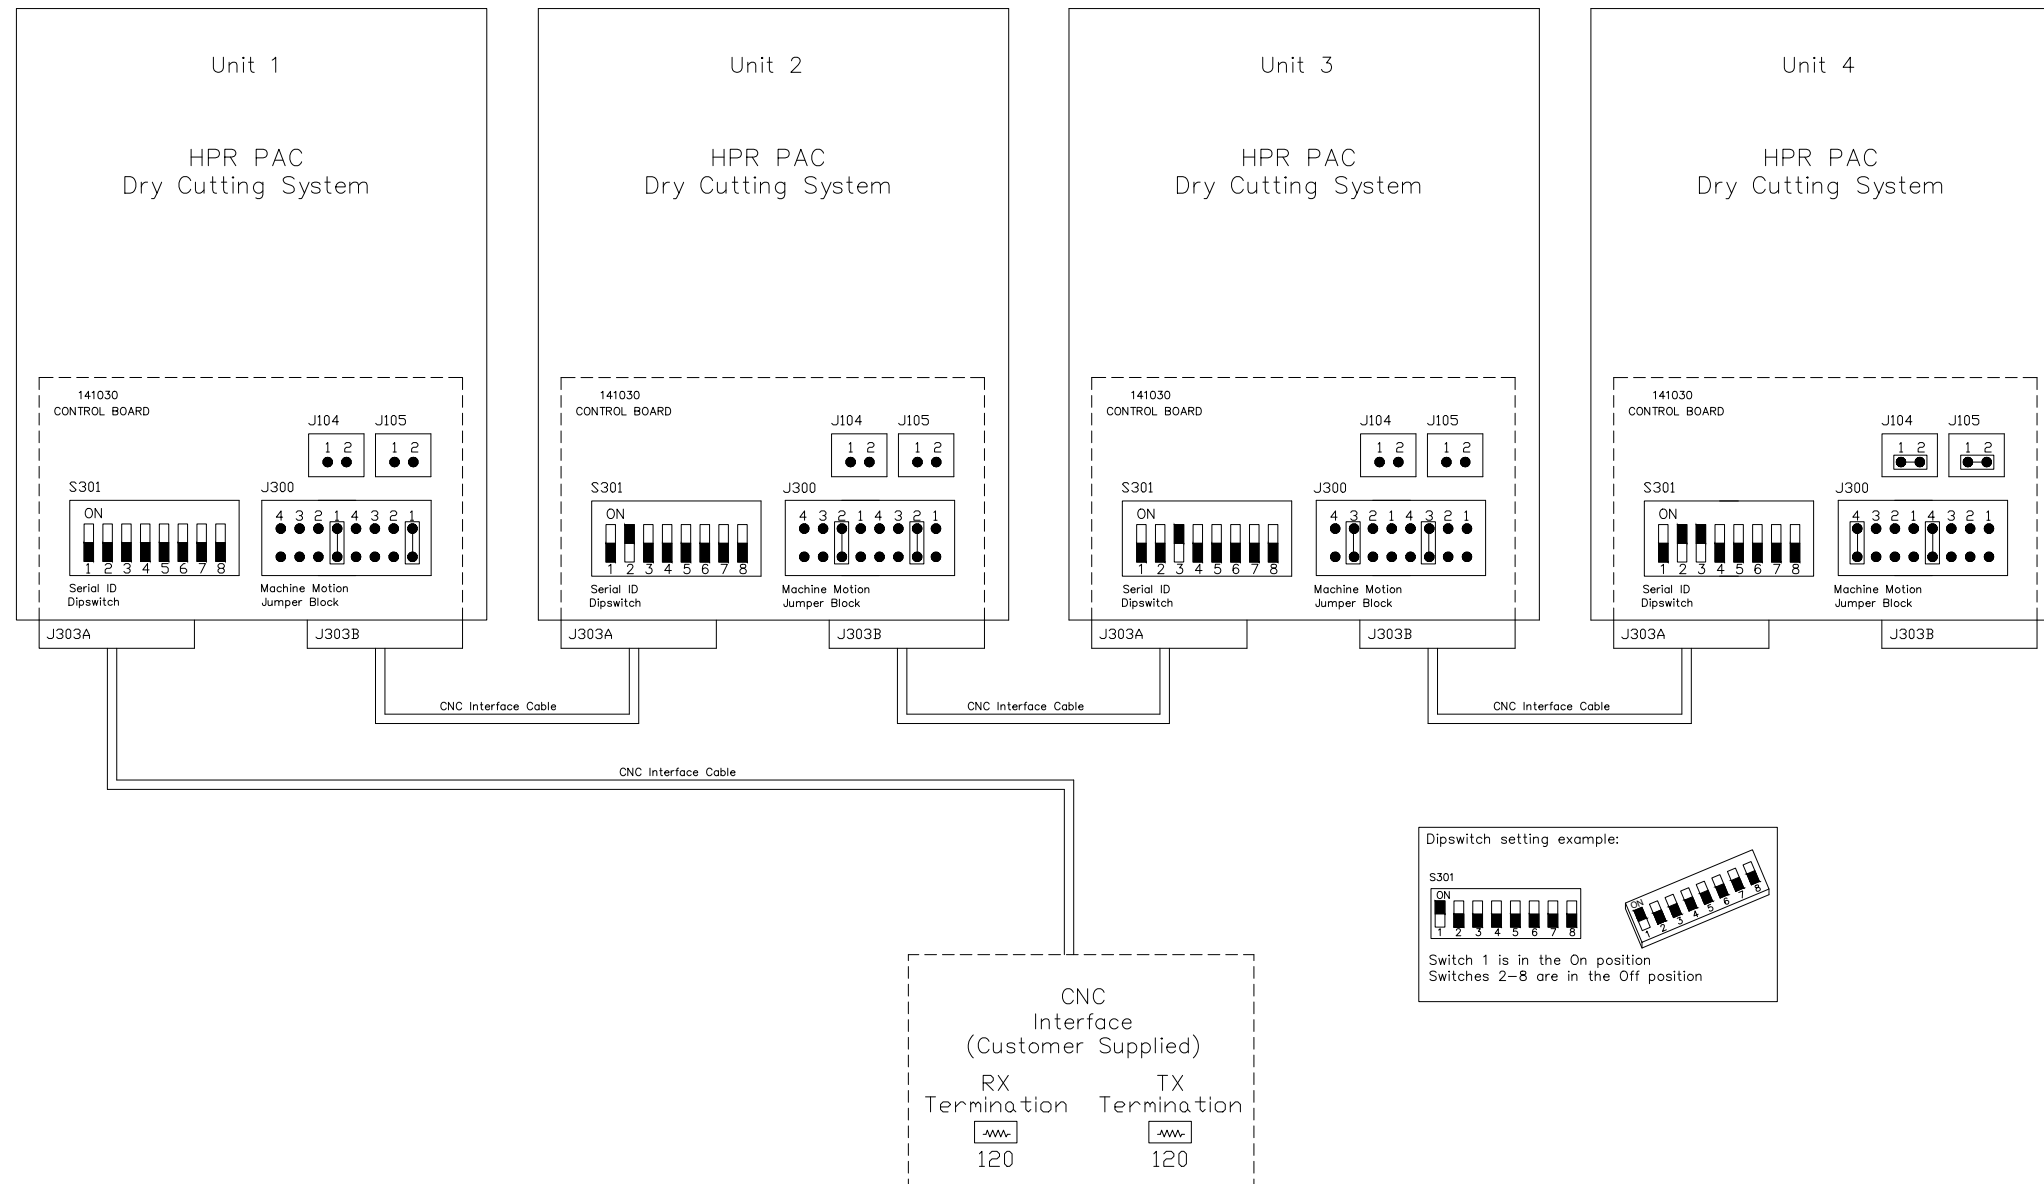 Unit 1
HPR PAC
Dry Cutting System
141030
CONTROL BOARD
J104
J105
1 2
1 2
S301
ON
1 2 3 4 5 6 7 8
Serial ID
Dipswitch
J300
4 3 2 1 4 3 2 1
Machine Motion
Jumper Block
J303A
J303B
Unit 2
HPR PAC
Dry Cutting System
141030
CONTROL BOARD
J104
J105
1 2
1 2
S301
ON
1 2 3 4 5 6 7 8
Serial ID
Dipswitch
J300
4 3 2 1 4 3 2 1
Machine Motion
Jumper Block
J303A
J303B
Unit 3
HPR PAC
Dry Cutting System
141030
CONTROL BOARD
J104
J105
1 2
1 2
S301
ON
1 2 3 4 5 6 7 8
Serial ID
Dipswitch
J300
4 3 2 1 4 3 2 1
Machine Motion
Jumper Block
J303A
J303B
Unit 4
HPR PAC
Dry Cutting System
141030
CONTROL BOARD
J104
J105
1 2
1 2
S301
ON
1 2 3 4 5 6 7 8
Serial ID
Dipswitch
J300
4 3 2 1 4 3 2 1
Machine Motion
Jumper Block
J303A
J303B
CNC Interface Cable
CNC Interface Cable
CNC Interface Cable
CNC Interface Cable
Dipswitch setting example:
S301
ON
1 2 3 4 5 6 7 8
ON
1 2 3 4 5 6 7 8
Switch 1 is in the On position
Switches 2-8 are in the Off position
CNC
Interface
(Customer Supplied)
RX
Termination
120
TX
Termination
120